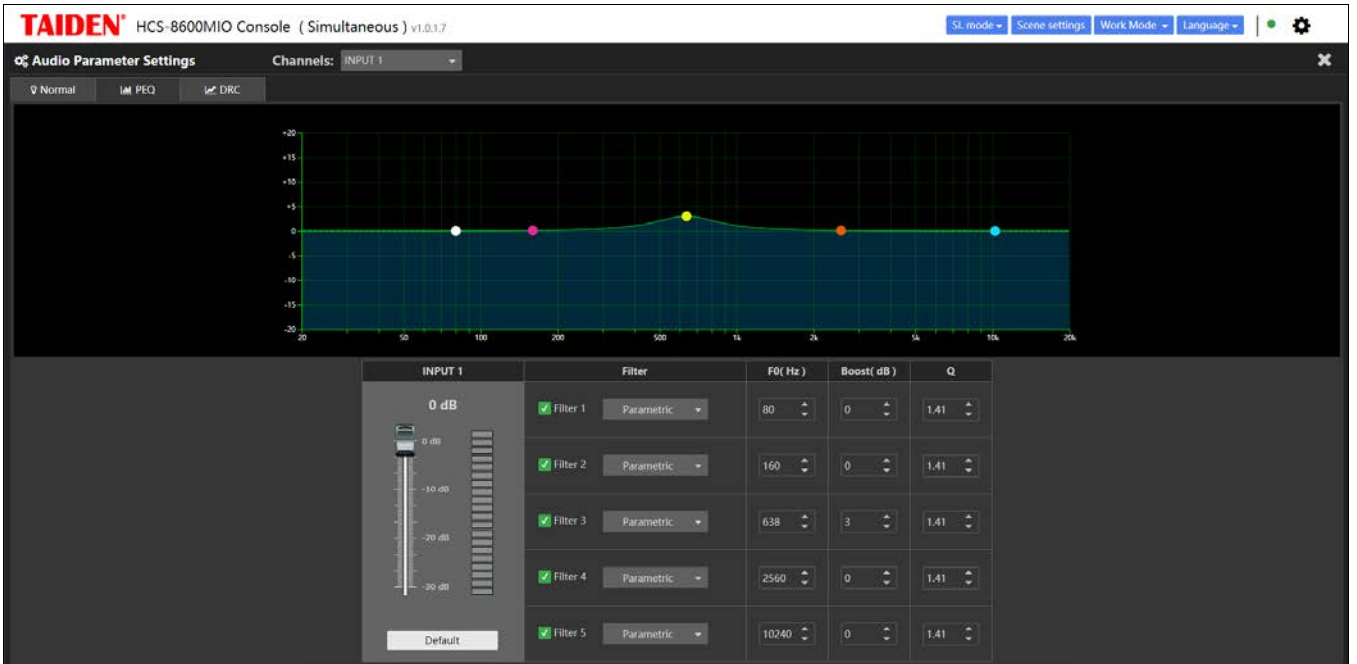 TAIDEN® HCS-8600MIO Console ( Simultaneous ) v1.0.1.7 SL mode Scene settings Work Mode Language
Audio Parameter Settings Channels: INPUT 1
Normal PEQ DRC
+20
+15
+10
+5
0
-5
-10
-15
-20
20 50 100 200 500 1k 2k 5k 10k 20k
INPUT 1 Filter F0( Hz ) Boost( dB ) Q
0 dB
Filter 1 Parametric 80 0 1.41
0 dB
Filter 2 Parametric 160 0 1.41
-10 dB
Filter 3 Parametric 638 3 1.41
-20 dB
Filter 4 Parametric 2560 0 1.41
-30 dB
Filter 5 Parametric 10240 0 1.41
Default